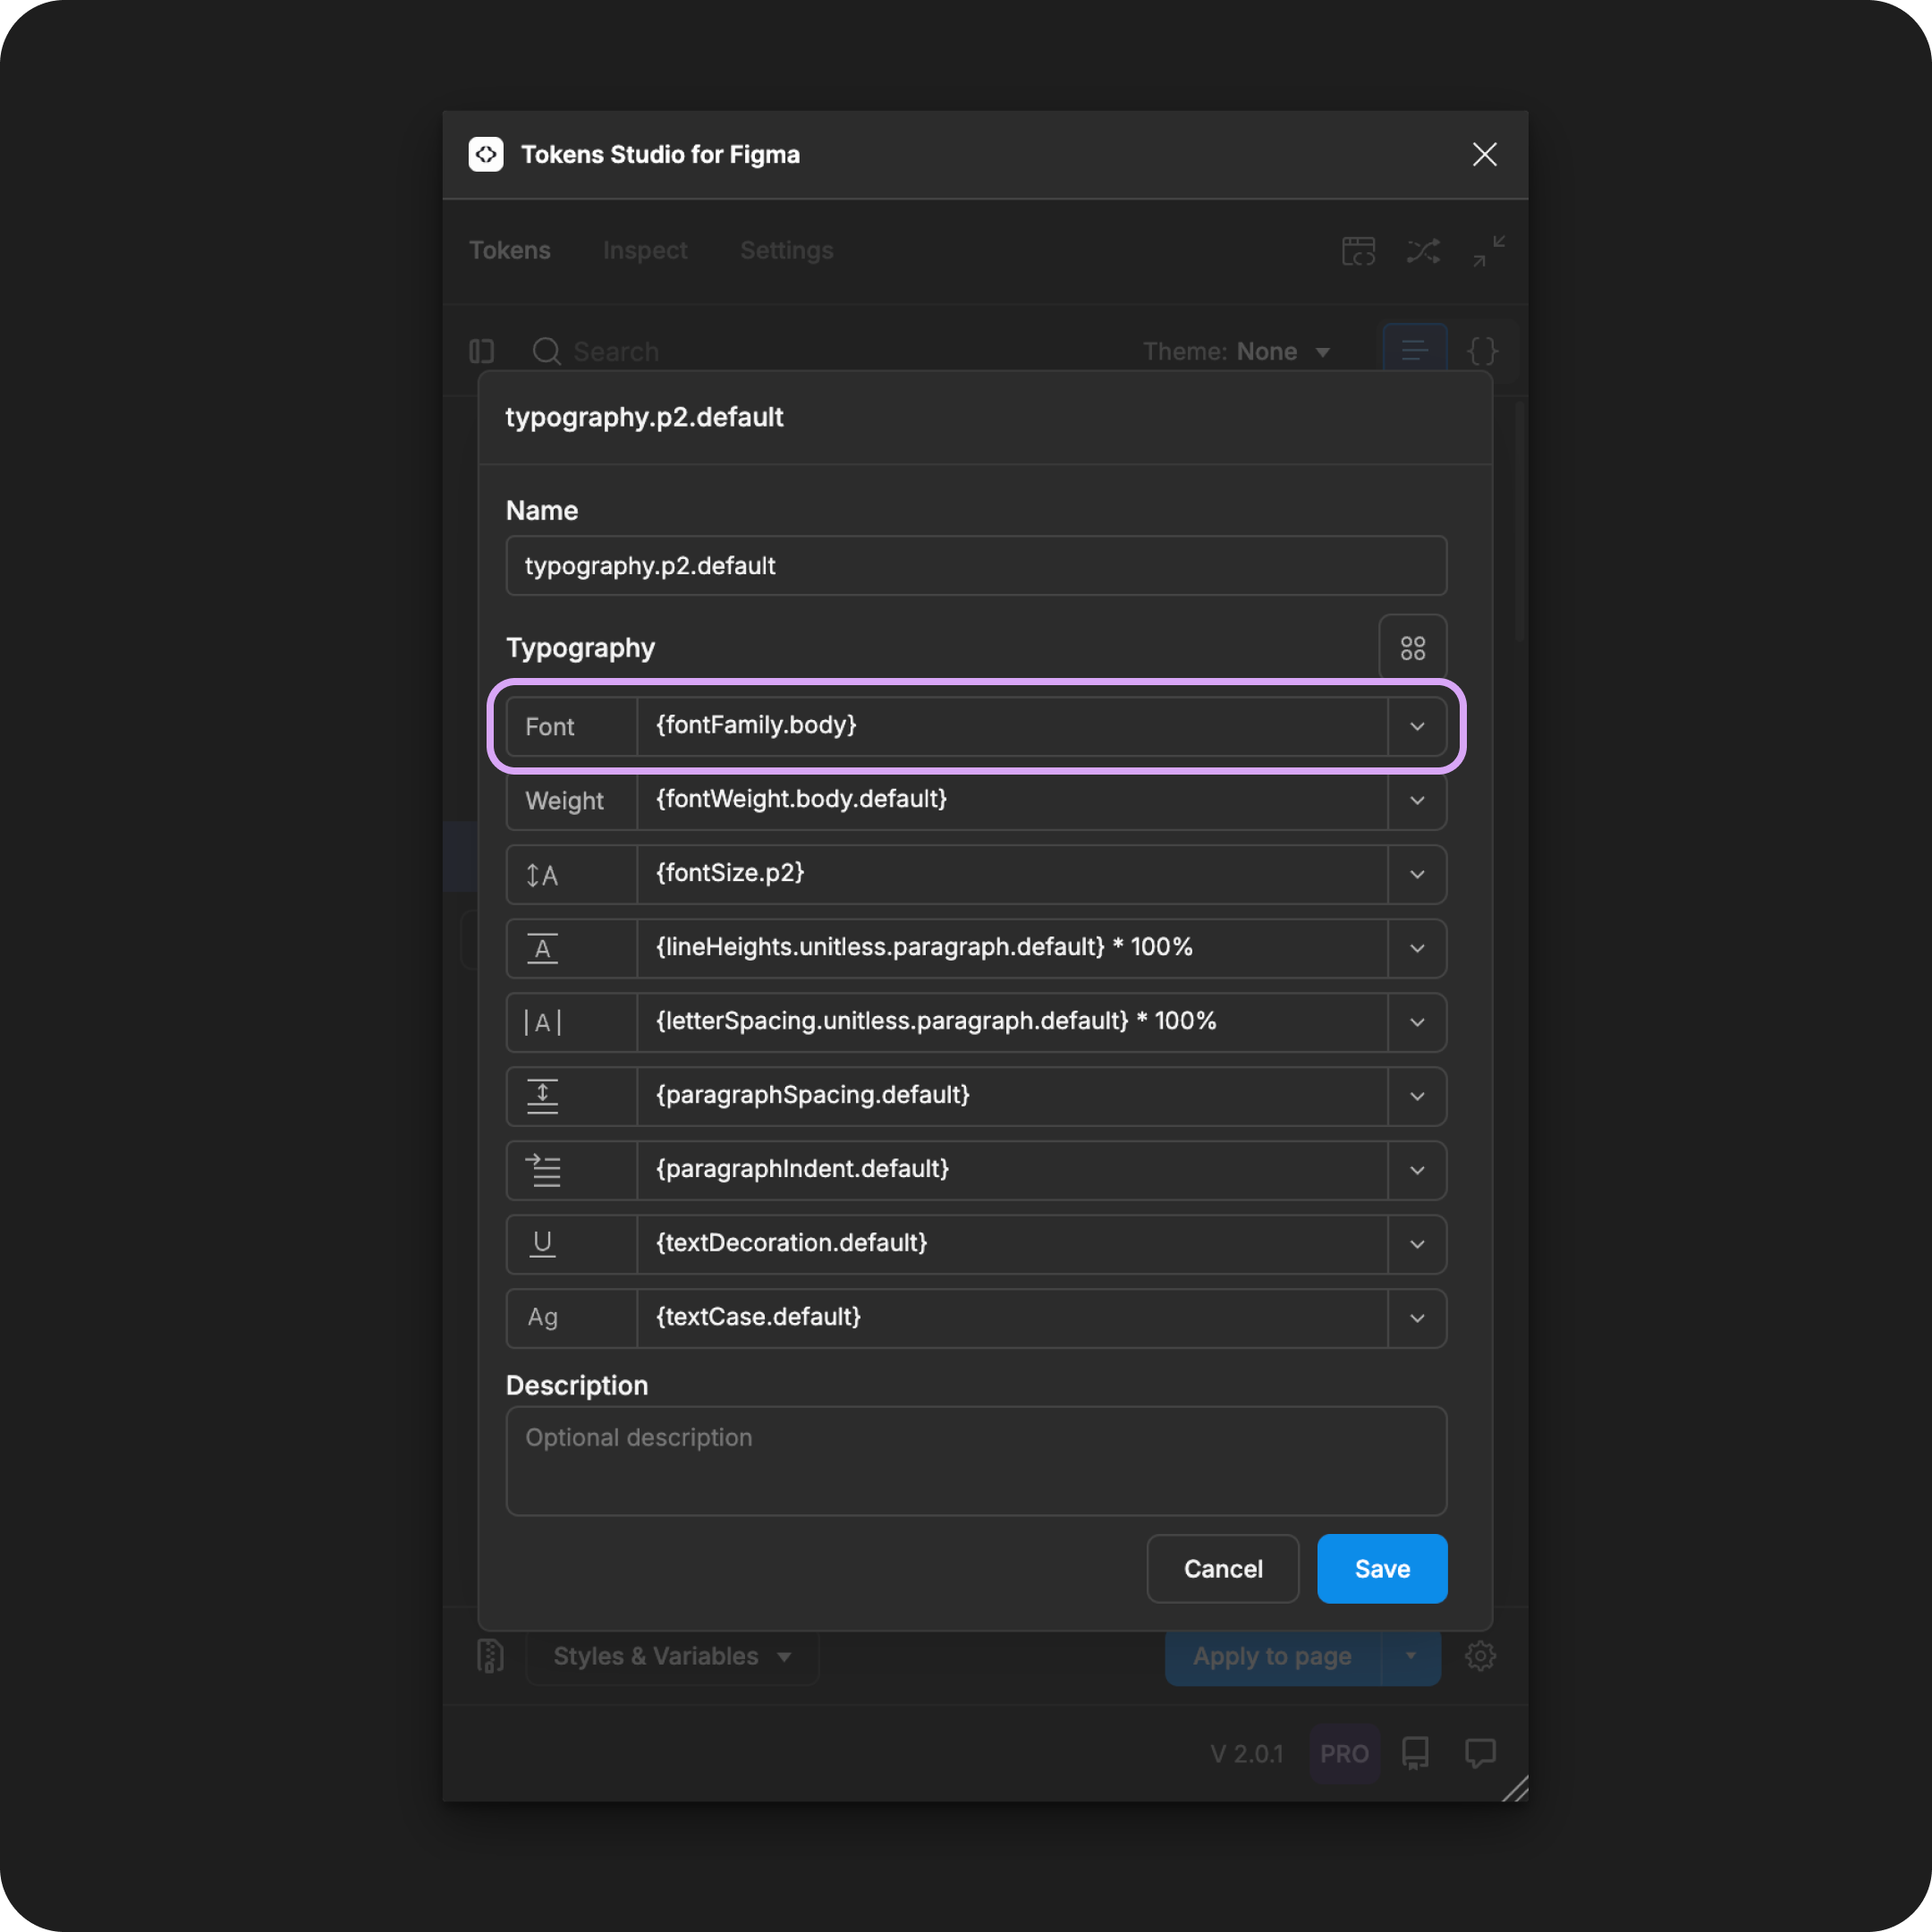 Tokens Studio for Figma
Tokens Inspect Settings
Search Theme: None
typography.p2.default
Name
typography.p2.default
Typography
Font {fontFamily.body}
Weight {fontWeight.body.default}
A {fontSize.p2}
A {lineHeights.unitless.paragraph.default} * 100%
|A| {letterSpacing.unitless.paragraph.default} * 100%
{paragraphSpacing.default}
{paragraphIndent.default}
U {textDecoration.default}
Ag {textCase.default}
Description
Optional description
Cancel Save
Styles & Variables Apply to page
V 2.0.1 PRO